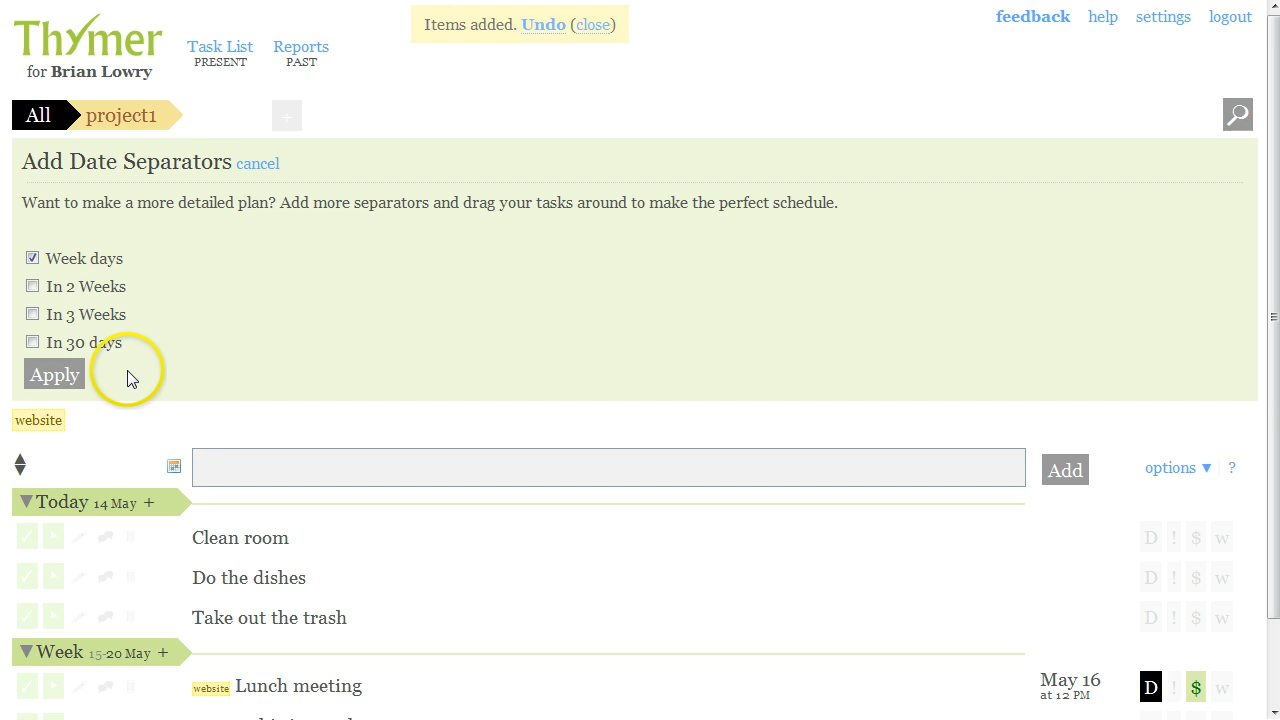 Thymer
for Brian Lowry
Task List
PRESENT
Reports
PAST
Items added. Undo (close)
feedback help settings logout
All project1 +
Add Date Separators cancel
Want to make a more detailed plan? Add more separators and drag your tasks around to make the perfect schedule.
Week days
In 2 Weeks
In 3 Weeks
In 30 days
Apply
website
Add options ▼ ?
Today 14 May +
Clean room D ! $ w
Do the dishes D ! $ w
Take out the trash D ! $ w
Week 15-20 May +
website Lunch meeting May 16 D ! $ w
at 12 PM